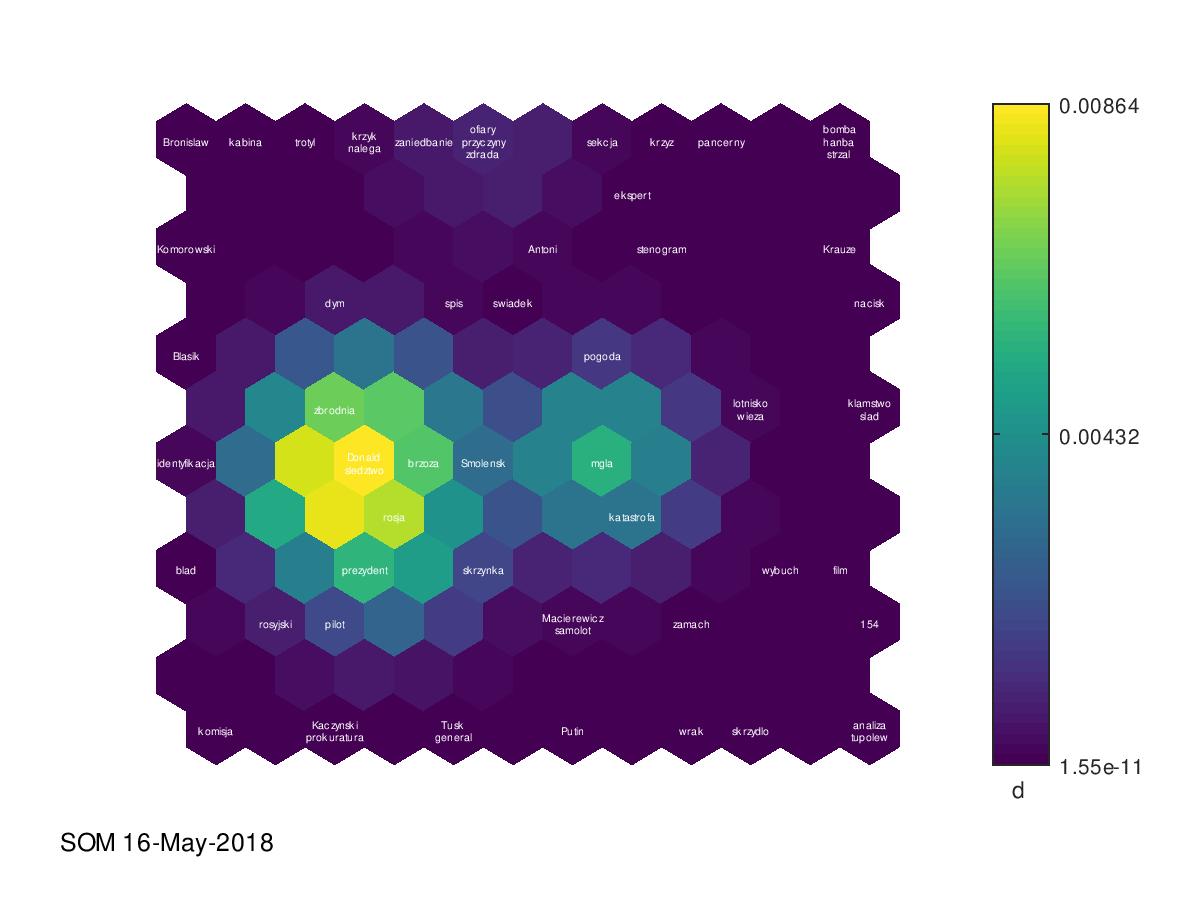 0.00864
bomba
hanba
strzal
ofiary
przyczyny
zdrada
krzyk
nalega
Bronislaw kabina trotyl zaniedbanie sekcja krzyz pancerny
ekspert
Komorowski Antoni stenogram Krauze
dym spis swiadek nacisk
Blasik pogoda
zbrodnia lotnisko
wieza klamstwo
slad
0.00432
identyfikacja Donald
sledztwo brzoza Smolensk mgla
rosja katastrofa
blad prezydent skrzynka wybuch film
rosyjski pilot Macierewicz
samolot zamach 154
komisja Kaczynski
prokuratura Tusk
general Putin wrak skrzydlo analiza
tupolew
1.55e-11
d
SOM 16-May-2018